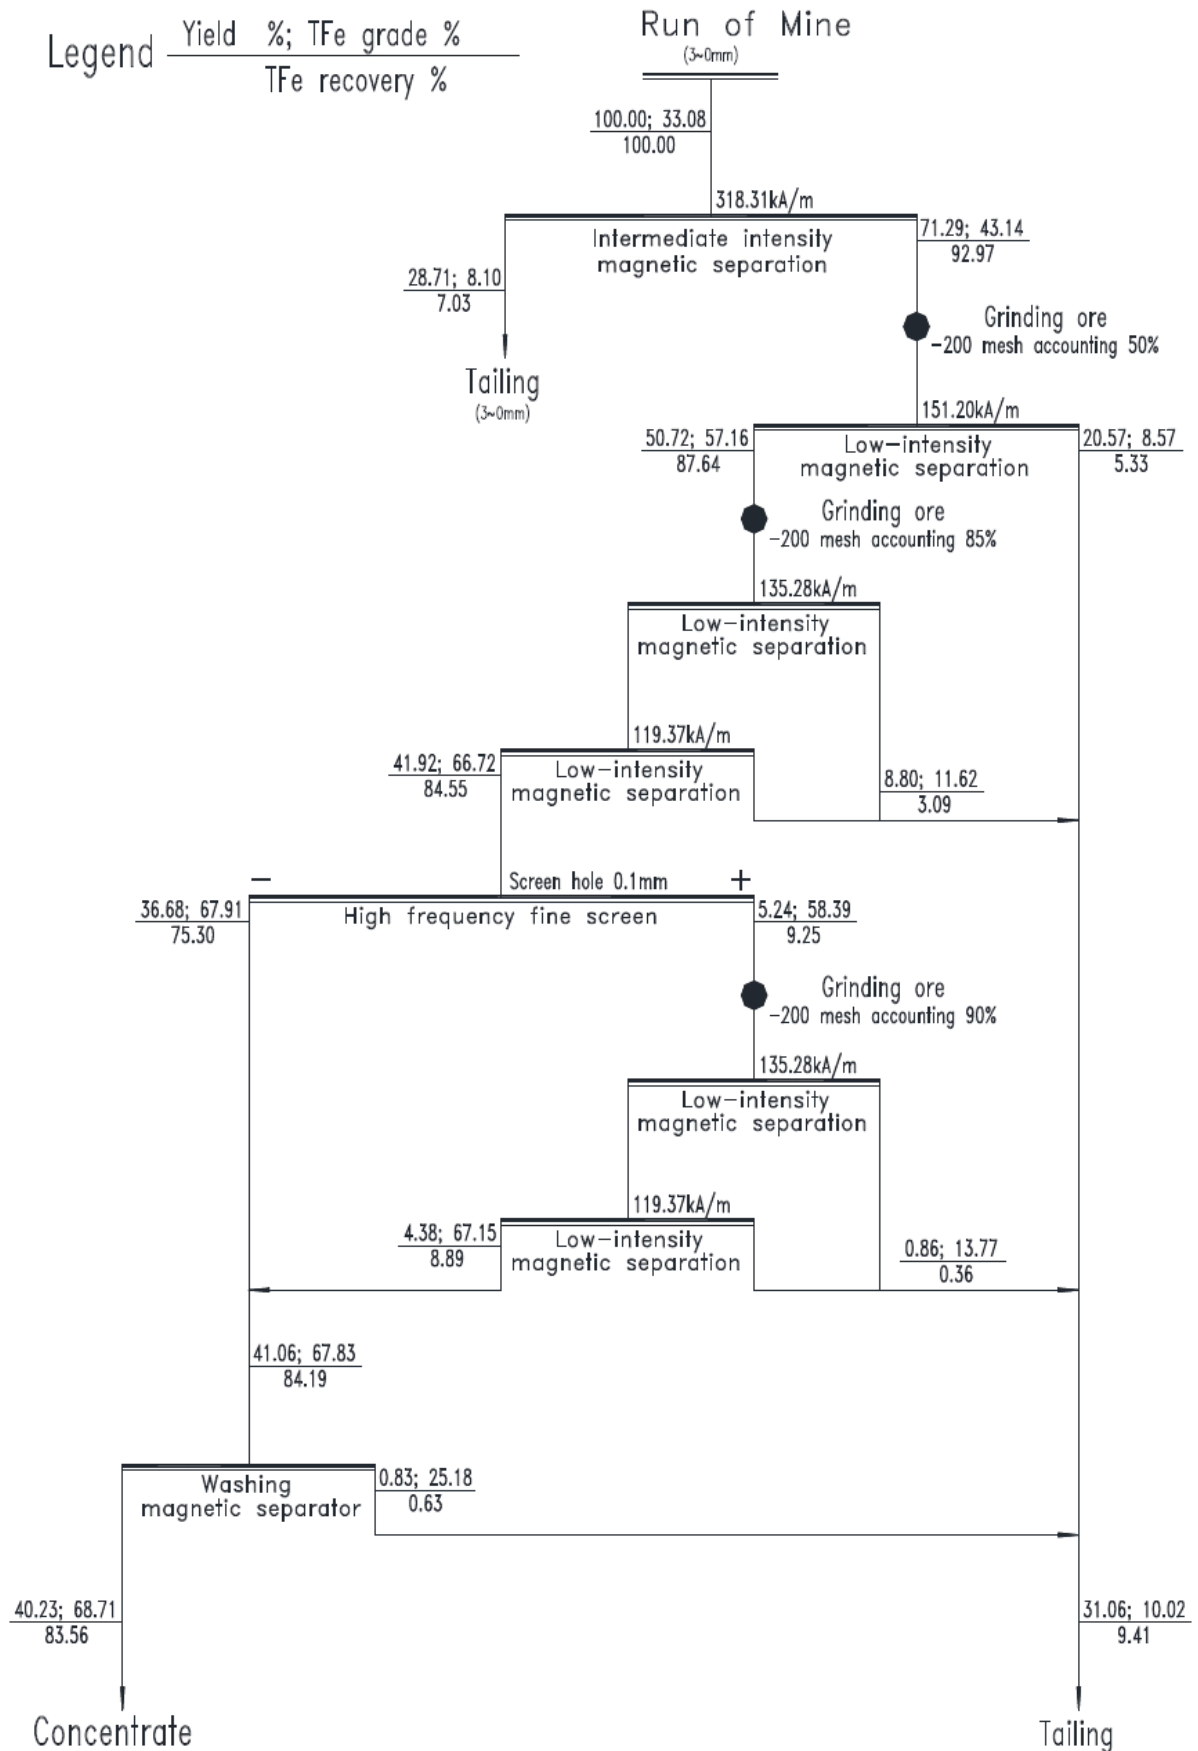 Legend
Yield %; TFe grade %
TFe recovery %
Run of Mine
(3~0mm)
100.00; 33.08
100.00
318.31kA/m
Intermediate intensity
magnetic separation
71.29; 43.14
92.97
28.71; 8.10
7.03
Tailing
(3~0mm)
Grinding ore
-200 mesh accounting 50%
151.20kA/m
Low-intensity
magnetic separation
50.72; 57.16
87.64
20.57; 8.57
5.33
Grinding ore
-200 mesh accounting 85%
135.28kA/m
Low-intensity
magnetic separation
119.37kA/m
Low-intensity
magnetic separation
41.92; 66.72
84.55
8.80; 11.62
3.09
−
Screen hole 0.1mm
+
High frequency fine screen
36.68; 67.91
75.30
5.24; 58.39
9.25
Grinding ore
-200 mesh accounting 90%
135.28kA/m
Low-intensity
magnetic separation
119.37kA/m
Low-intensity
magnetic separation
4.38; 67.15
8.89
0.86; 13.77
0.36
41.06; 67.83
84.19
Washing
magnetic separator
0.83; 25.18
0.63
40.23; 68.71
83.56
31.06; 10.02
9.41
Concentrate
Tailing